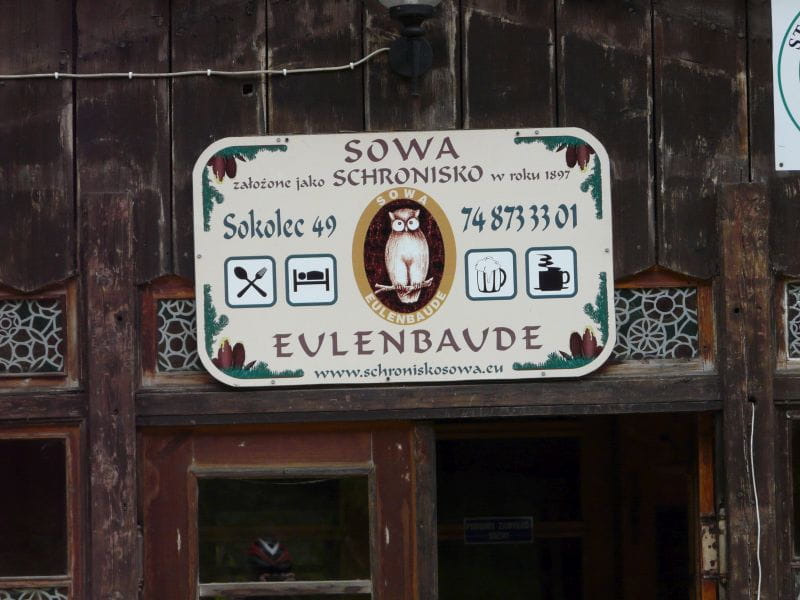 SOWA
założone jako SCHRONISKO w roku 1897
Sokolec 49
74 873 33 01
SOWA
EULENBAUDE
EULENBAUDE
www.schroniskosowa.eu